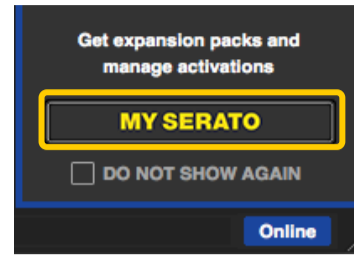 Get expansion packs and
manage activations
MY SERATO
DO NOT SHOW AGAIN
Online